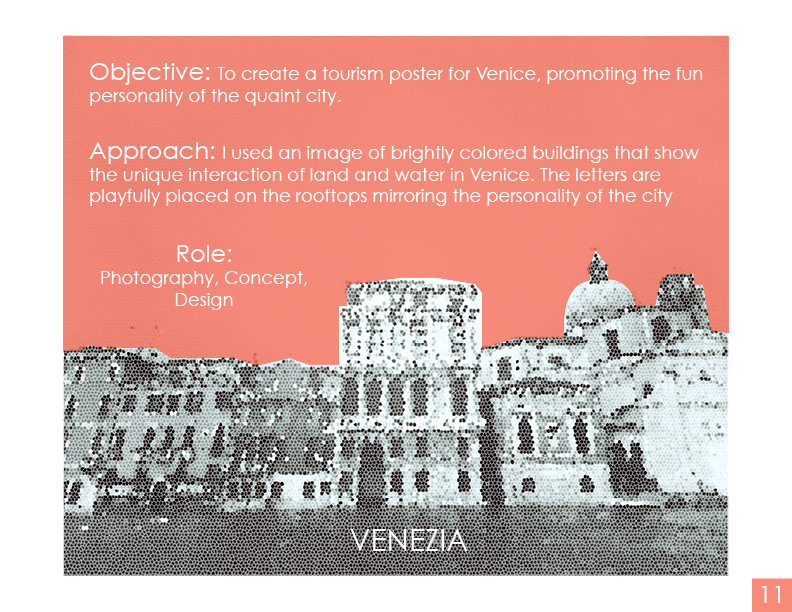 Objective: To create a tourism poster for Venice, promoting the fun
personality of the quaint city.
Approach: I used an image of brightly colored buildings that show
the unique interaction of land and water in Venice. The letters are
playfully placed on the rooftops mirroring the personality of the city
Role:
Photography, Concept,
Design
VENEZIA
11